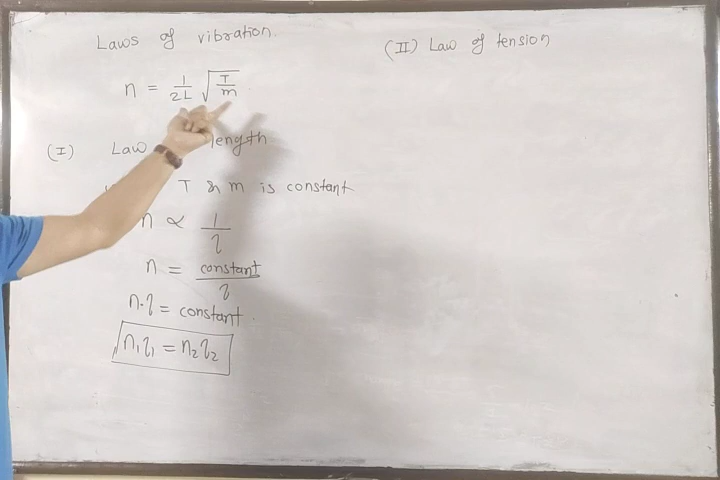 Laws of vibration.
n = 1/2L √(T/m)
(I) Law length
T & m is constant
n ∝ 1/l
n = constant/l
n·l = constant.
n₁l₁ = n₂l₂
(II) Law of tension